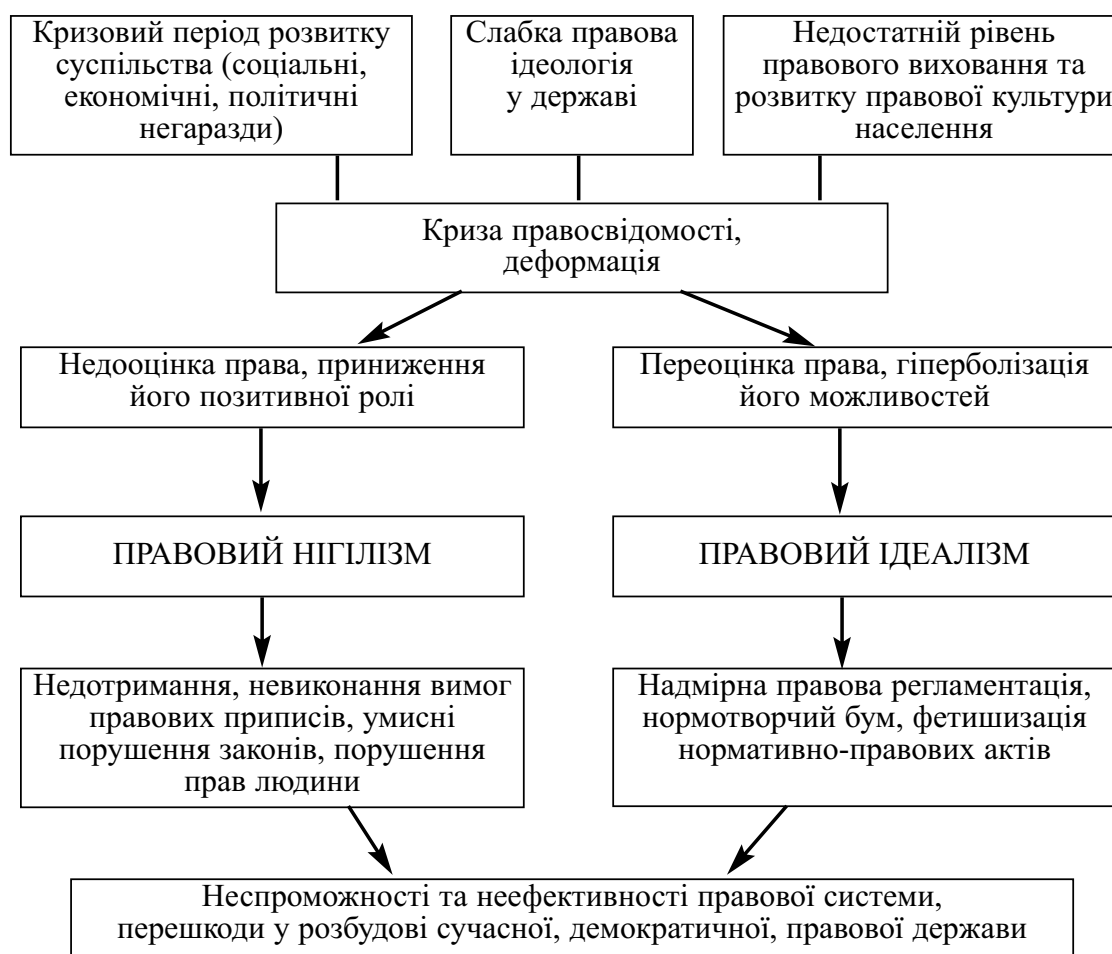 Кризовий період розвитку
суспільства (соціальні,
економічні, політичні
негаразди)
Слабка правова
ідеологія
у державі
Недостатній рівень
правового виховання та
розвитку правової культури
населення
Криза правосвідомості,
деформація
Недооцінка права, приниження
його позитивної ролі
Переоцінка права, гіперболізація
його можливостей
ПРАВОВИЙ НІГІЛІЗМ
ПРАВОВИЙ ІДЕАЛІЗМ
Недотримання, невиконання вимог
правових приписів, умисні
порушення законів, порушення
прав людини
Надмірна правова регламентація,
нормотворчий бум, фетишизація
нормативно-правових актів
Неспроможності та неефективності правової системи,
перешкоди у розбудові сучасної, демократичної, правової держави